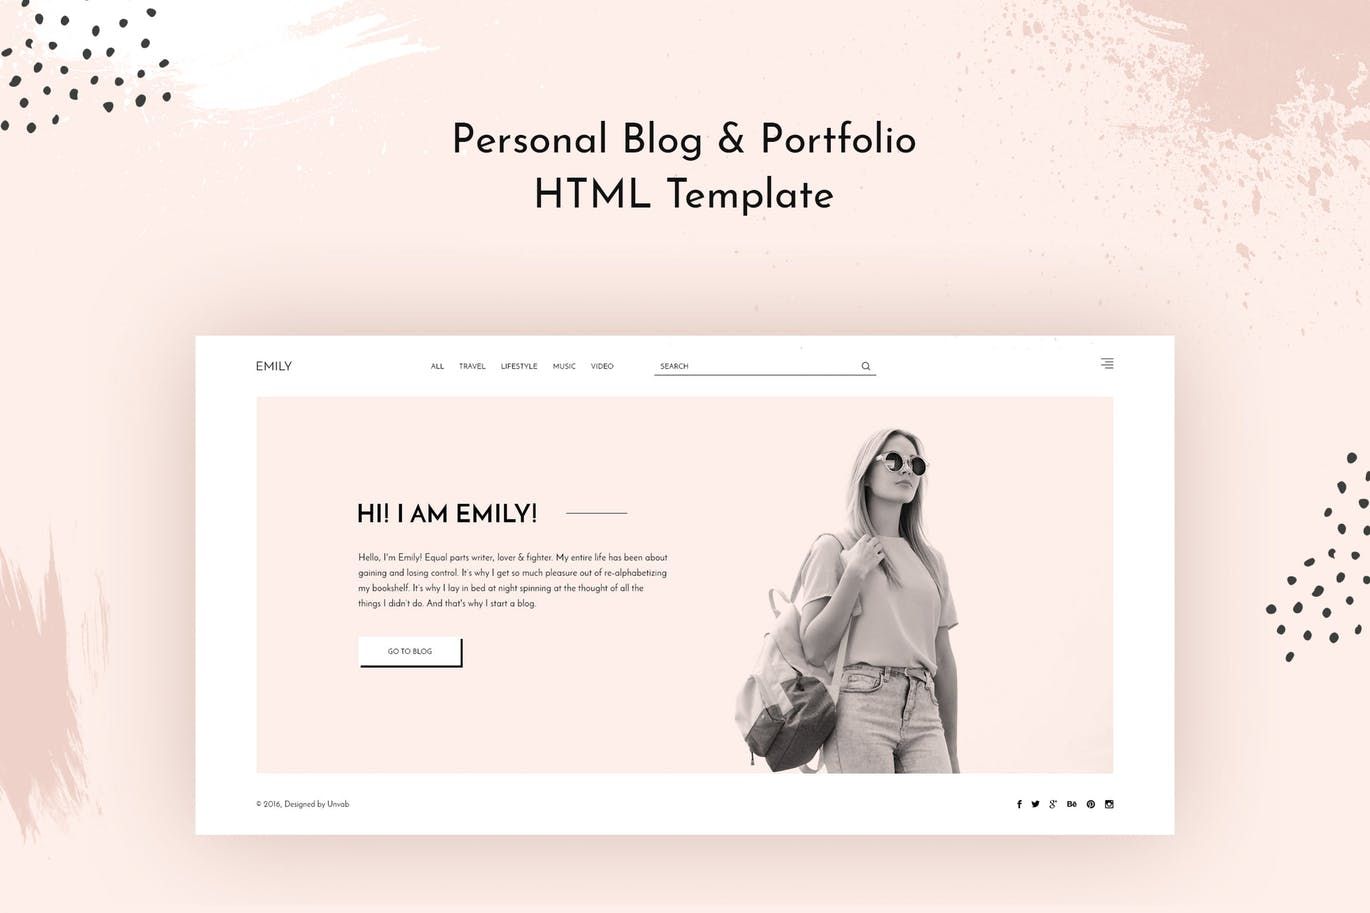 Personal Blog & Portfolio
HTML Template
EMILY
ALL TRAVEL LIFESTYLE MUSIC VIDEO
SEARCH
HI! I AM EMILY!
Hello, I'm Emily! Equal parts writer, lover & fighter. My entire life has been about
gaining and losing control. It's why I get so much pleasure out of re-alphabetizing
my bookshelf. It's why I lay in bed at night spinning at the thought of all the
things I didn't do. And that's why I start a blog.
GO TO BLOG
© 2016, Designed by Unvab